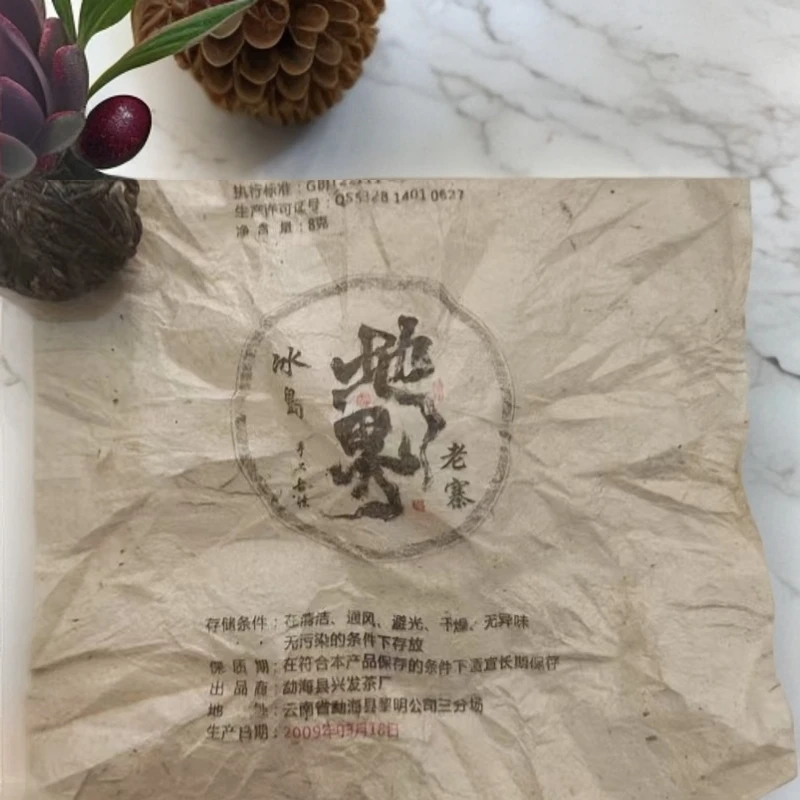 执行标准：GB/T22111
生产许可证号：QS5328 1401 0627
净 含 量：8克
冰岛
地界
老寨
存储条件：在清洁、通风、避光、干燥、无异味
无污染的条件下存放
保 质 期：在符合本产品保存的条件下适宜长期保存
出 品 商：勐海县兴发茶厂
地 址：云南省勐海县黎明公司三分场
生产日期：2009年03月18日